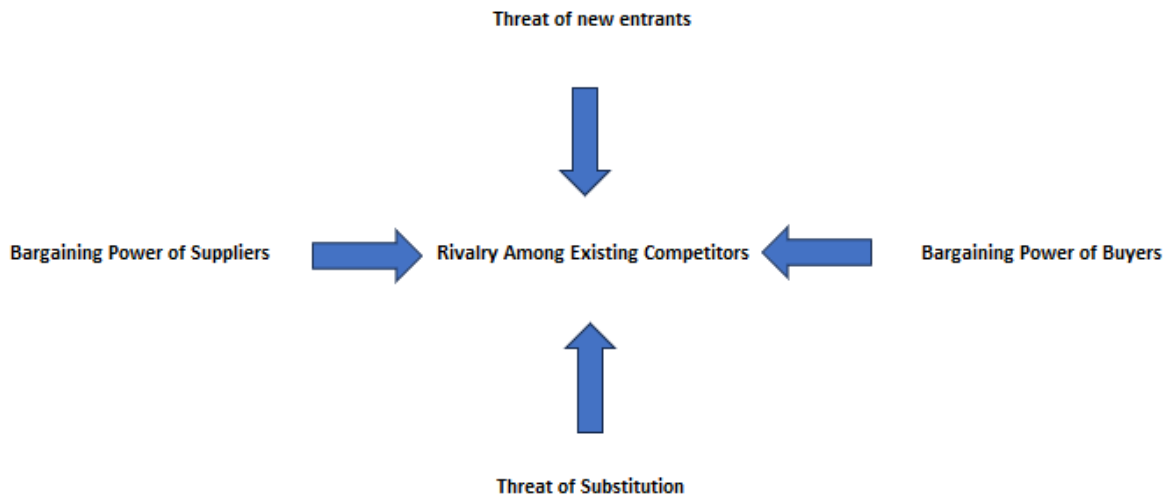 Threat of new entrants
Bargaining Power of Suppliers
Rivalry Among Existing Competitors
Bargaining Power of Buyers
Threat of Substitution